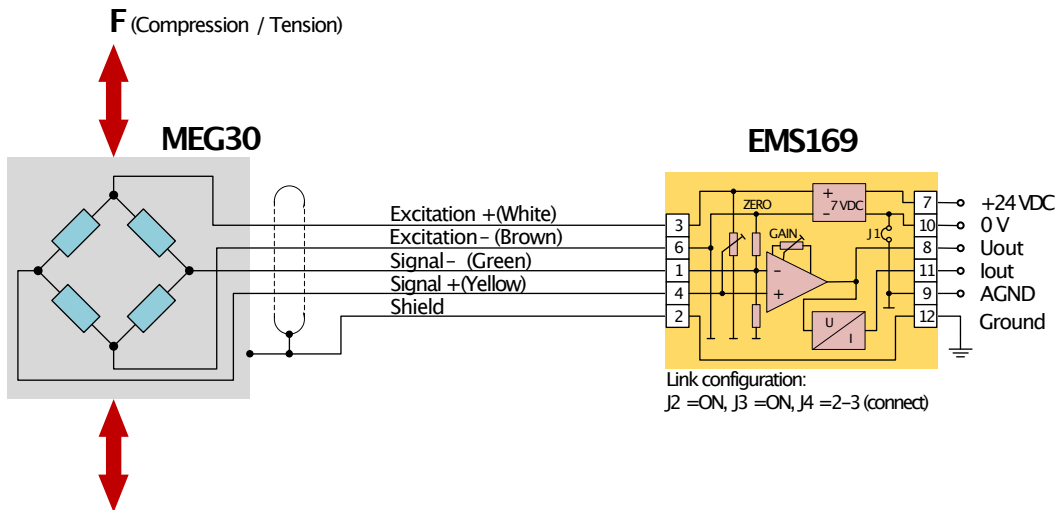 F (Compression / Tension)
MEG30
EMS169
Excitation +(White)
Excitation – (Brown)
Signal– (Green)
Signal +(Yellow)
Shield
3
6
1
4
2
ZERO
GAIN
+
–
7 VDC
J1
–
+
U
I
7
10
8
11
9
12
+24 VDC
0 V
Uout
Iout
AGND
Ground
Link configuration:
J2 =ON, J3 =ON, J4 =2–3 (connect)